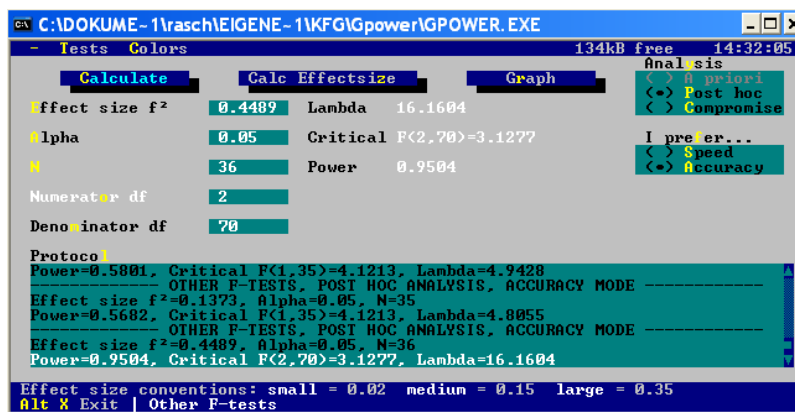 C:\DOKUME~1\rasch\EIGENE~1\KFG\Gpower\GPOWER.EXE
- Tests Colors 134kB free 14:32:05
Analysis
Calculate Calc Effectsize Graph ( ) A priori
(•) Post hoc
Effect size f² 0.4489 Lambda 16.1604 ( ) Compromise
Alpha 0.05 Critical F(2,70)=3.1277 I prefer...
( ) Speed
N 36 Power 0.9504 (•) Accuracy
Numerator df 2
Denominator df 70
Protocol
Power=0.5801, Critical F(1,35)=4.1213, Lambda=4.9428
------------- OTHER F-TESTS, POST HOC ANALYSIS, ACCURACY MODE -------------
Effect size f²=0.1373, Alpha=0.05, N=35
Power=0.5682, Critical F(1,35)=4.1213, Lambda=4.8055
------------- OTHER F-TESTS, POST HOC ANALYSIS, ACCURACY MODE -------------
Effect size f²=0.4489, Alpha=0.05, N=36
Power=0.9504, Critical F(2,70)=3.1277, Lambda=16.1604
Effect size conventions: small = 0.02 medium = 0.15 large = 0.35
Alt X Exit | Other F-tests